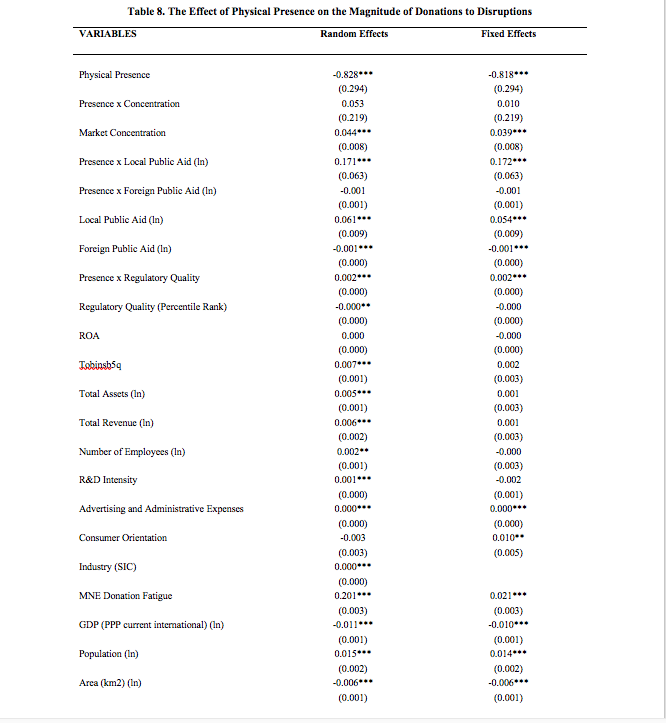 Table 8. The Effect of Physical Presence on the Magnitude of Donations to Disruptions
VARIABLES Random Effects Fixed Effects
Physical Presence -0.828*** -0.818***
(0.294) (0.294)
Presence x Concentration 0.053 0.010
(0.219) (0.219)
Market Concentration 0.044*** 0.039***
(0.008) (0.008)
Presence x Local Public Aid (ln) 0.171*** 0.172***
(0.063) (0.063)
Presence x Foreign Public Aid (ln) -0.001 -0.001
(0.001) (0.001)
Local Public Aid (ln) 0.061*** 0.054***
(0.009) (0.009)
Foreign Public Aid (ln) -0.001*** -0.001***
(0.000) (0.000)
Presence x Regulatory Quality 0.002*** 0.002***
(0.000) (0.000)
Regulatory Quality (Percentile Rank) -0.000** -0.000
(0.000) (0.000)
ROA 0.000 -0.000
(0.000) (0.000)
Tobinsh5q 0.007*** 0.002
(0.001) (0.003)
Total Assets (ln) 0.005*** 0.001
(0.001) (0.003)
Total Revenue (ln) 0.006*** 0.001
(0.002) (0.003)
Number of Employees (ln) 0.002** -0.000
(0.001) (0.003)
R&D Intensity 0.001*** -0.002
(0.000) (0.001)
Advertising and Administrative Expenses 0.000*** 0.000***
(0.000) (0.000)
Consumer Orientation -0.003 0.010**
(0.003) (0.005)
Industry (SIC) 0.000***
(0.000)
MNE Donation Fatigue 0.201*** 0.021***
(0.003) (0.003)
GDP (PPP current international) (ln) -0.011*** -0.010***
(0.001) (0.001)
Population (ln) 0.015*** 0.014***
(0.002) (0.002)
Area (km2) (ln) -0.006*** -0.006***
(0.001) (0.001)